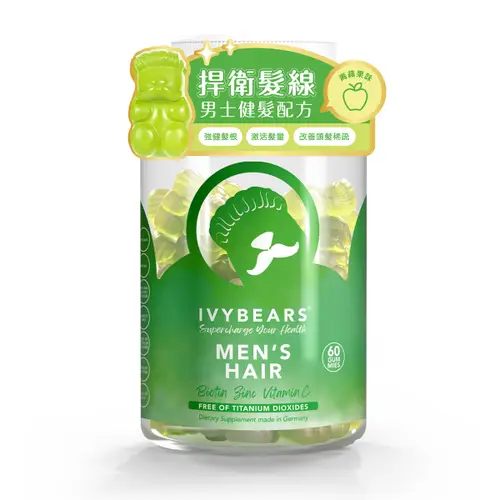 捍衛髮線
男士健髮配方
強健髮根
激活髮量
改善頭髮稀疏
青蘋果味
IVYBEARS®
Supercharge Your Health
MEN'S
HAIR
60
GUM
MIES
Biotin Zinc Vitamin C
FREE OF TITANIUM DIOXIDES
Dietary Supplement made in Germany